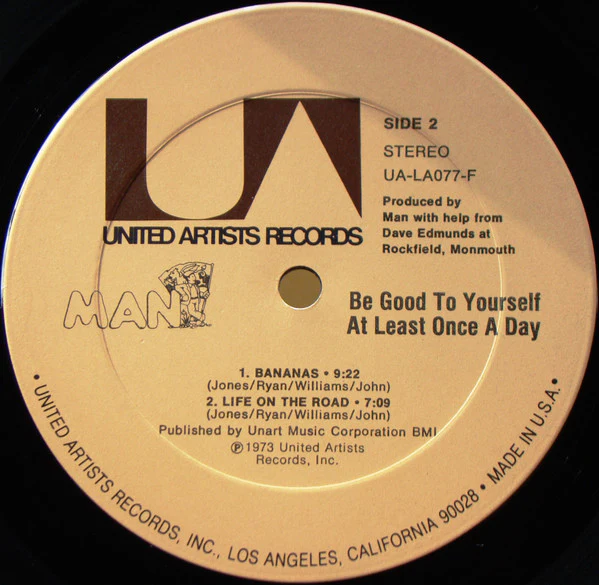 UA
SIDE 2
STEREO
UA-LA077-F
UNITED ARTISTS RECORDS
Produced by
Man with help from
Dave Edmunds at
Rockfield, Monmouth
MAN
Be Good To Yourself
At Least Once A Day
1. BANANAS • 9:22
(Jones/Ryan/Williams/John)
2. LIFE ON THE ROAD • 7:09
(Jones/Ryan/Williams/John)
Published by Unart Music Corporation BMI
℗1973 United Artists
Records, Inc.
• UNITED ARTISTS RECORDS, INC., LOS ANGELES, CALIFORNIA 90028 • MADE IN U.S.A. •